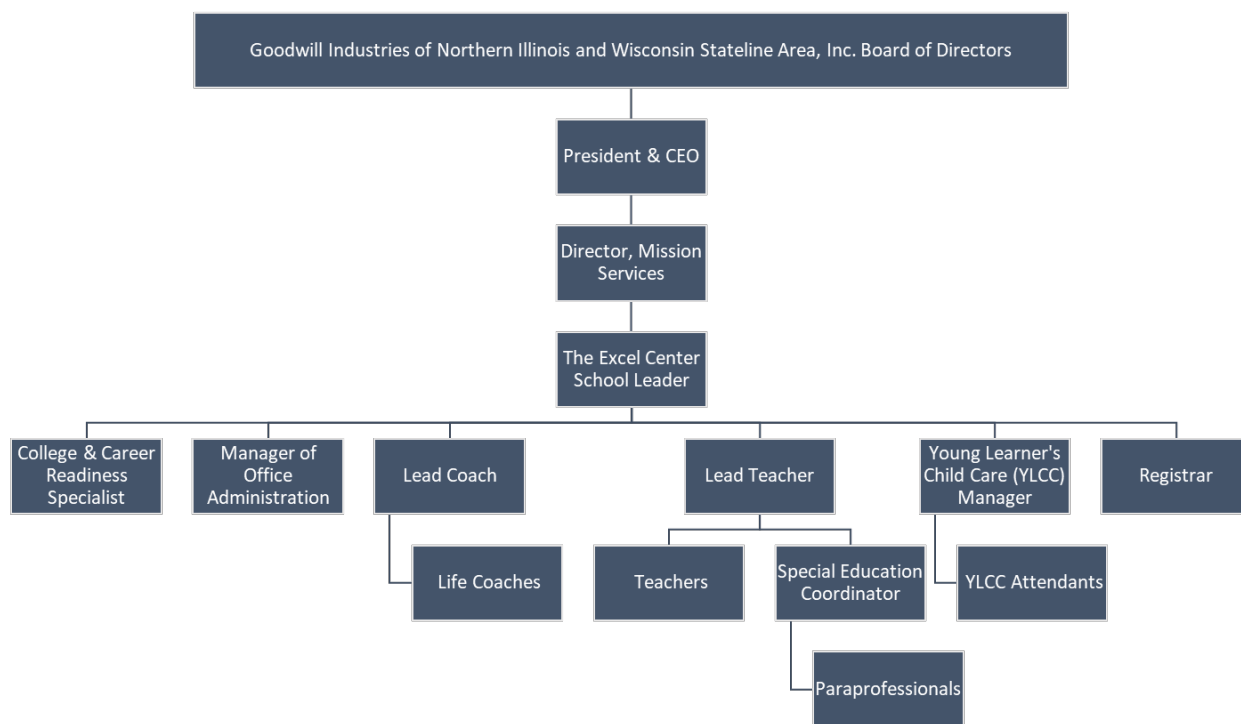 Goodwill Industries of Northern Illinois and Wisconsin Stateline Area, Inc. Board of Directors
President & CEO
Director, Mission
Services
The Excel Center
School Leader
College & Career
Readiness
Specialist
Manager of
Office
Administration
Lead Coach
Lead Teacher
Young Learner's
Child Care (YLCC)
Manager
Registrar
Life Coaches
Teachers
Special Education
Coordinator
YLCC Attendants
Paraprofessionals